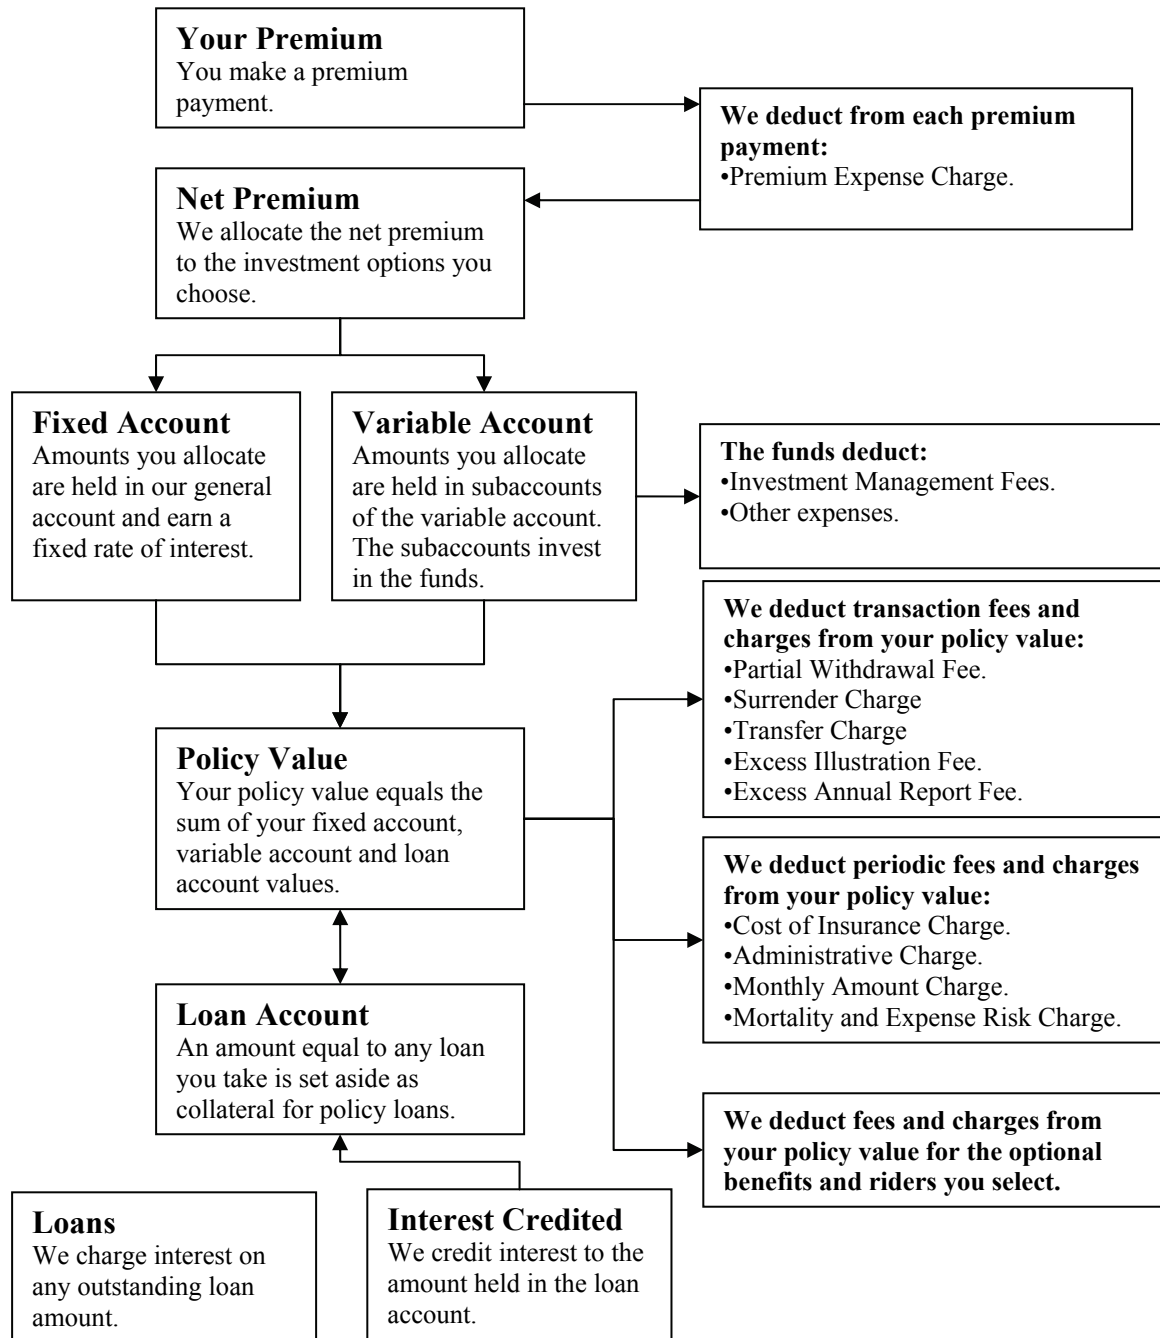 Your Premium
You make a premium
payment.
We deduct from each premium
payment:
•Premium Expense Charge.
Net Premium
We allocate the net premium
to the investment options you
choose.
Fixed Account
Amounts you allocate
are held in our general
account and earn a
fixed rate of interest.
Variable Account
Amounts you allocate
are held in subaccounts
of the variable account.
The subaccounts invest
in the funds.
The funds deduct:
•Investment Management Fees.
•Other expenses.
We deduct transaction fees and
charges from your policy value:
•Partial Withdrawal Fee.
•Surrender Charge
•Transfer Charge
•Excess Illustration Fee.
•Excess Annual Report Fee.
Policy Value
Your policy value equals the
sum of your fixed account,
variable account and loan
account values.
We deduct periodic fees and charges
from your policy value:
•Cost of Insurance Charge.
•Administrative Charge.
•Monthly Amount Charge.
•Mortality and Expense Risk Charge.
Loan Account
An amount equal to any loan
you take is set aside as
collateral for policy loans.
We deduct fees and charges from
your policy value for the optional
benefits and riders you select.
Loans
We charge interest on
any outstanding loan
amount.
Interest Credited
We credit interest to the
amount held in the loan
account.